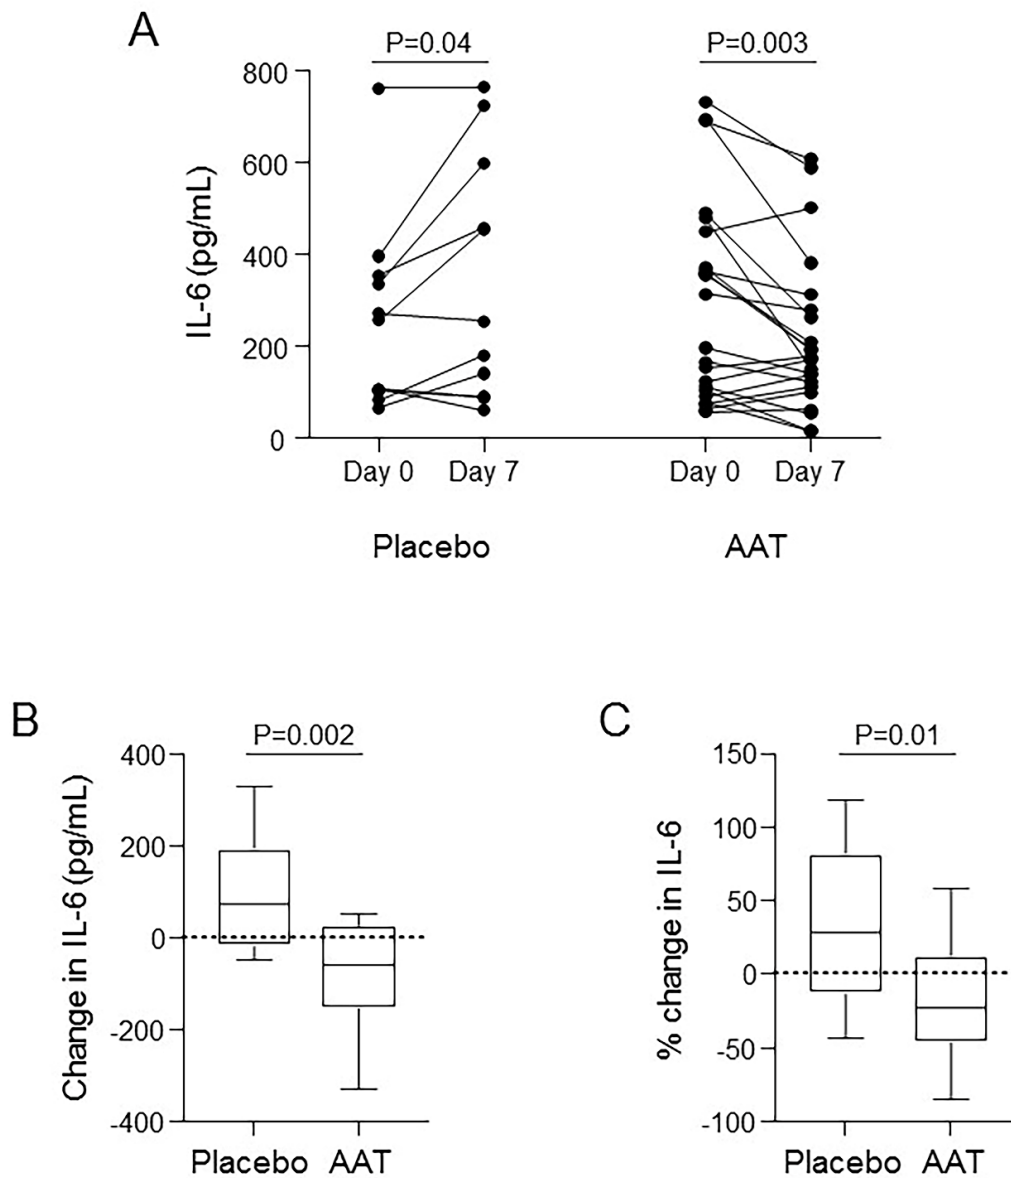 A
P=0.04
P=0.003
IL-6 (pg/mL)
800
600
400
200
0
Day 0 Day 7 Day 0 Day 7
Placebo AAT
B
P=0.002
Change in IL-6 (pg/mL)
400
200
0
-200
-400
Placebo AAT
C
P=0.01
% change in IL-6
150
100
50
0
-50
-100
Placebo AAT